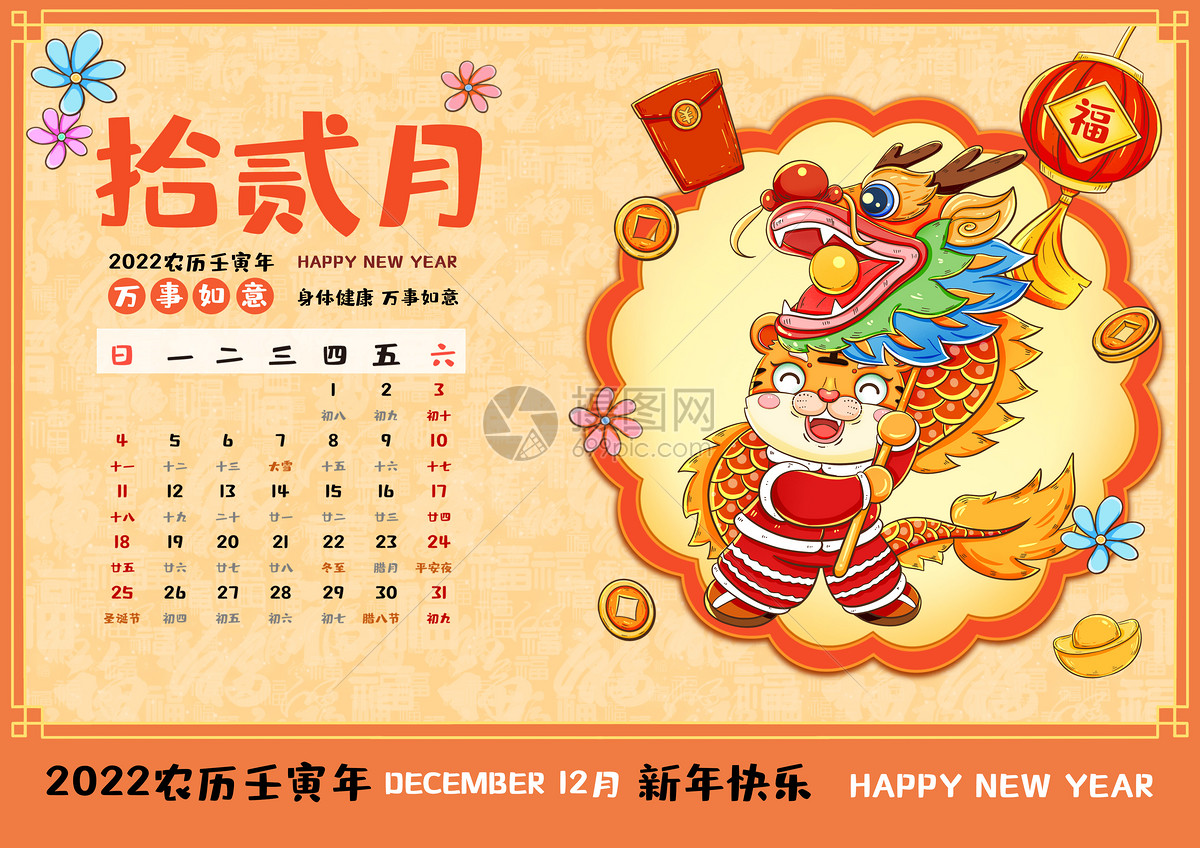 拾贰月
2022农历壬寅年 HAPPY NEW YEAR
万事如意 身体健康 万事如意
日 一 二 三 四 五 六
1 2 3
初八 初九 初十
4 5 6 7 8 9 10
十一 十二 十三 大雪 十五 十六 十七
11 12 13 14 15 16 17
十八 十九 二十 廿一 廿二 廿三 廿四
18 19 20 21 22 23 24
廿五 廿六 廿七 廿八 冬至 腊月 平安夜
25 26 27 28 29 30 31
圣诞节 初四 初五 初六 初七 腊八节 初九
福
摄图网
699pic.com
2022农历壬寅年 DECEMBER 12月 新年快乐 HAPPY NEW YEAR